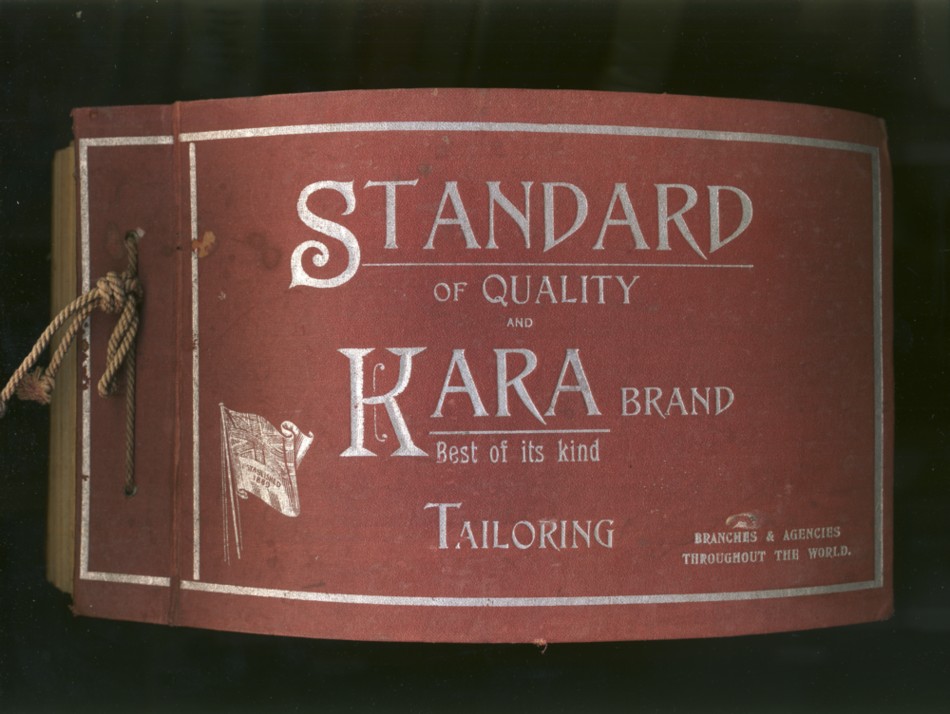 STANDARD
OF QUALITY
AND
KARA BRAND
Best of its kind
TAILORING
BRANCHES & AGENCIES
THROUGHOUT THE WORLD.